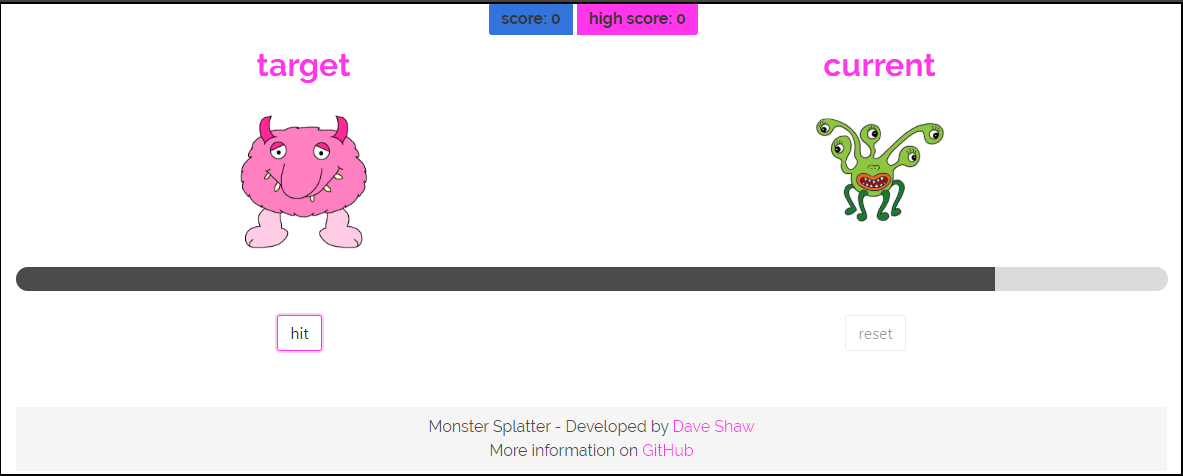 score: 0 high score: 0
target current
hit reset
Monster Splatter - Developed by Dave Shaw
More information on GitHub